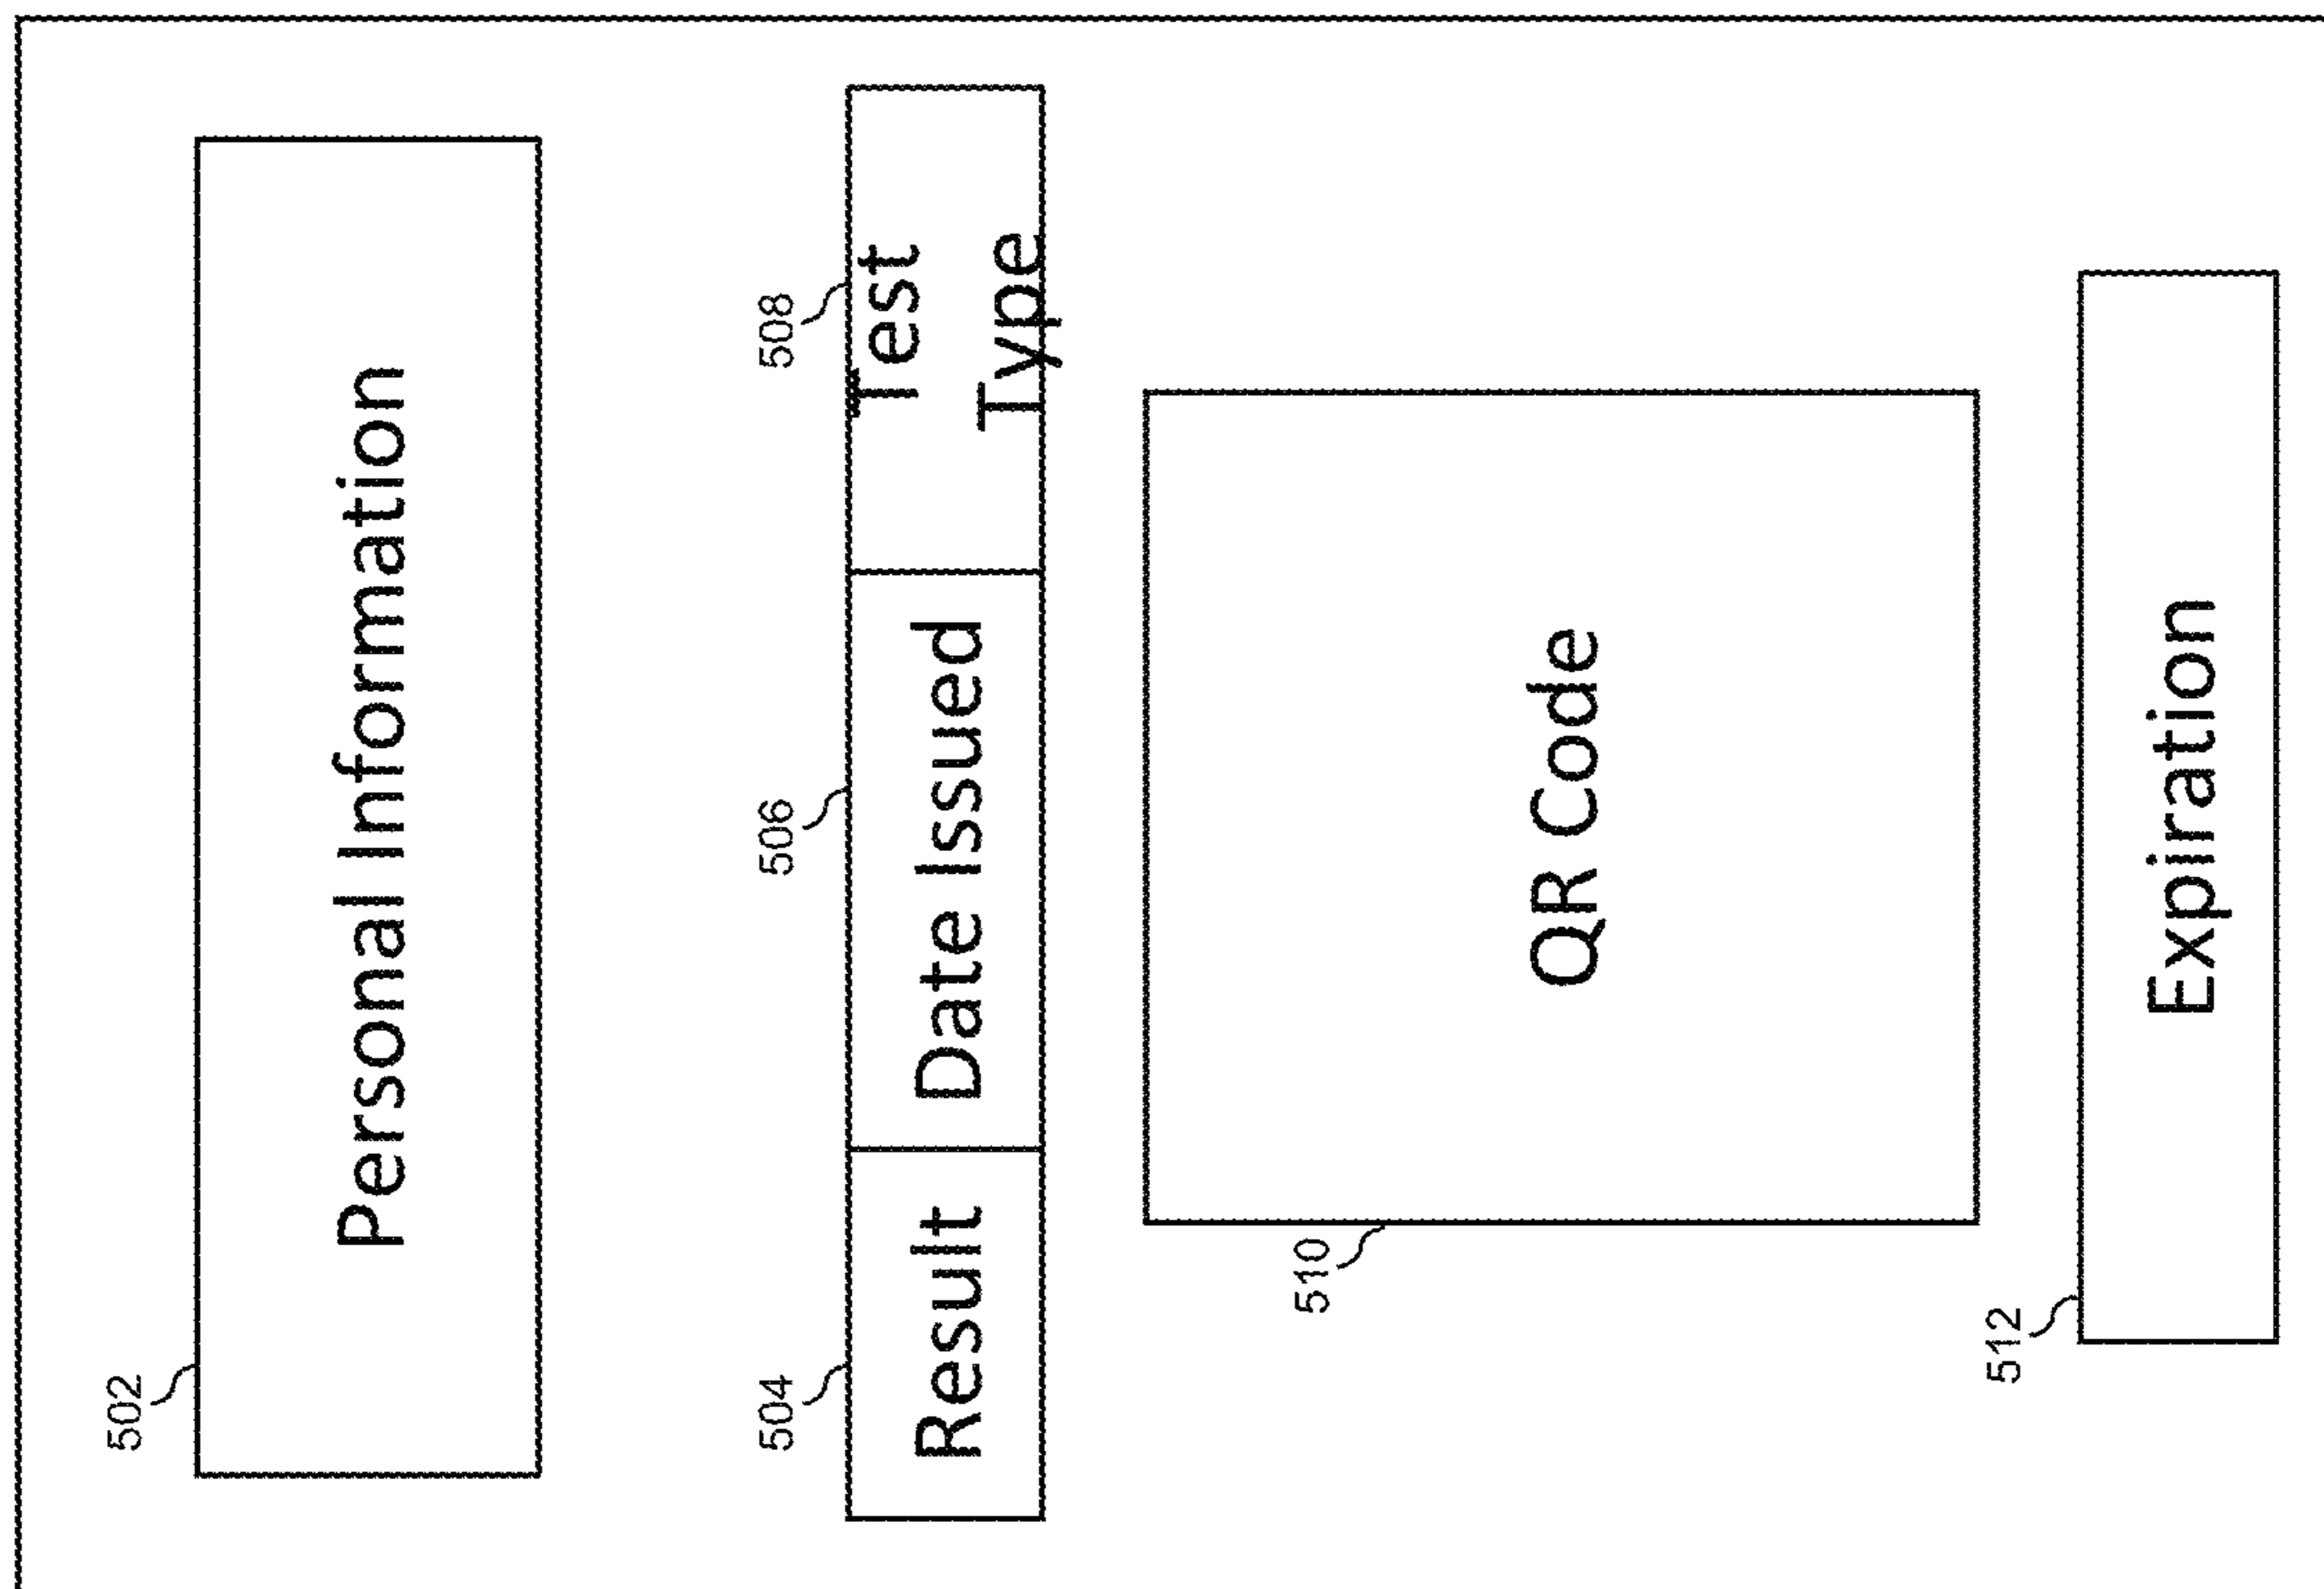 502
Personal Information
504
506
508
Result
Date Issued
Test
Type
510
QR Code
512
Expiration